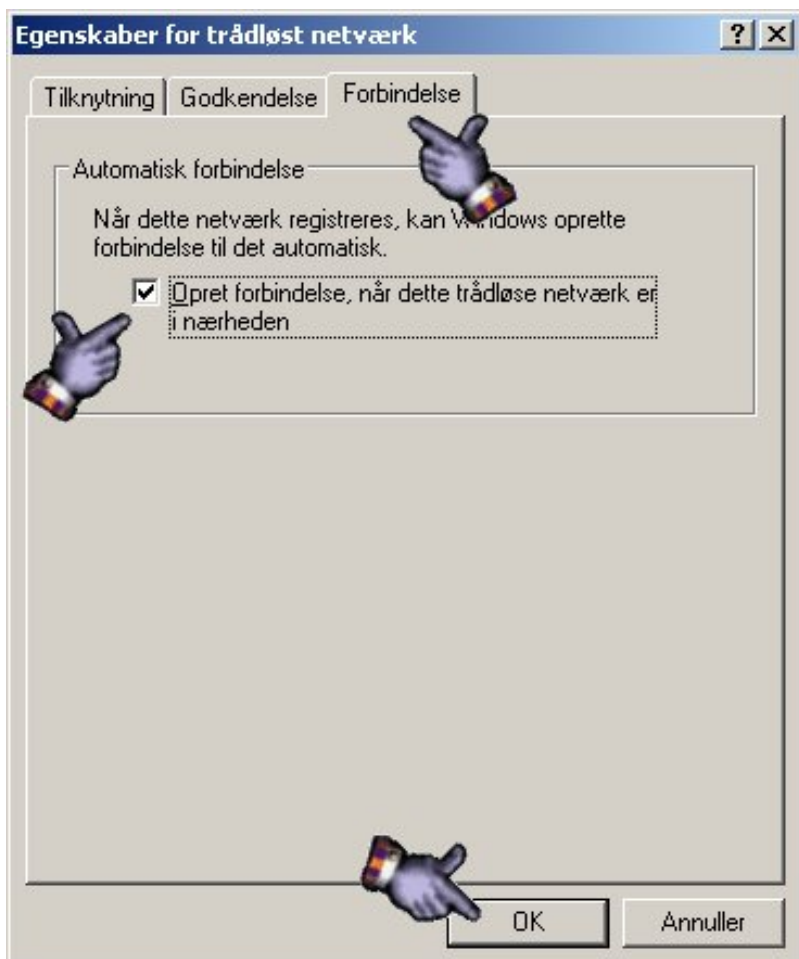 Egenskaber for trådløst netværk
Tilknytning Godkendelse Forbindelse
Automatisk forbindelse
Når dette netværk registreres, kan Windows oprette
forbindelse til det automatisk.
Opret forbindelse, når dette trådløse netværk er
i nærheden
OK Annuller